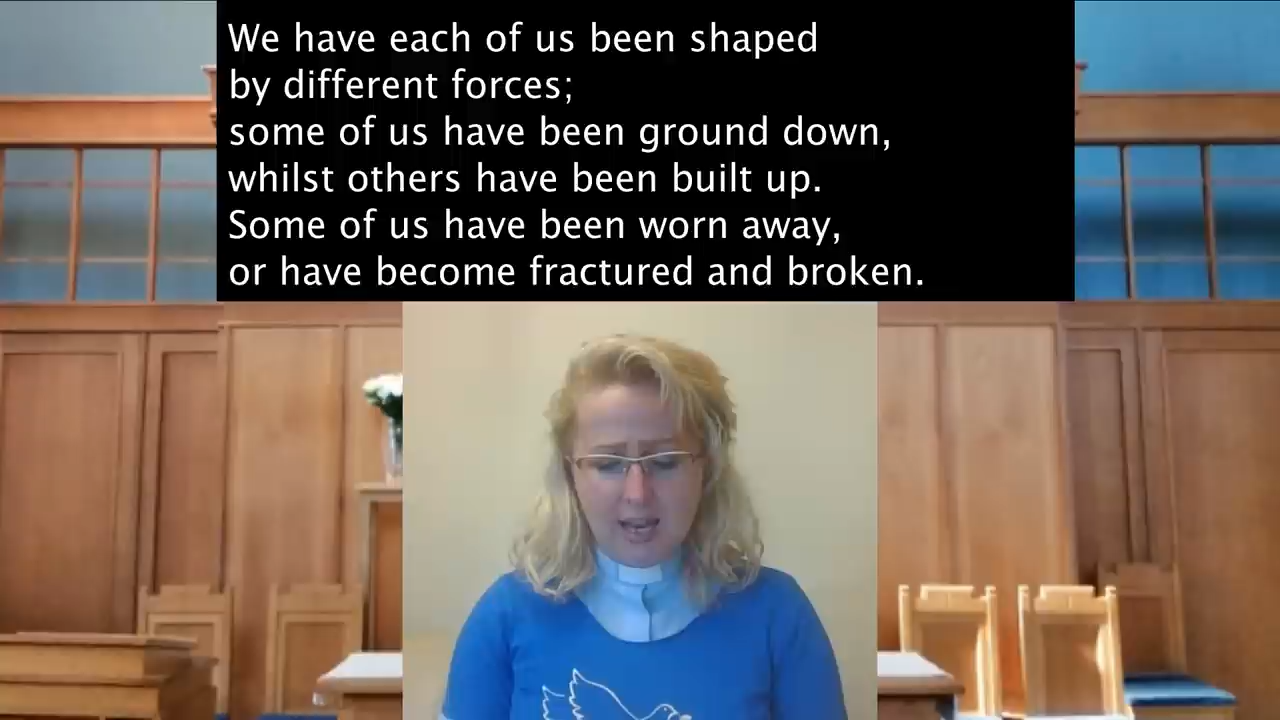 We have each of us been shaped
by different forces;
some of us have been ground down,
whilst others have been built up.
Some of us have been worn away,
or have become fractured and broken.